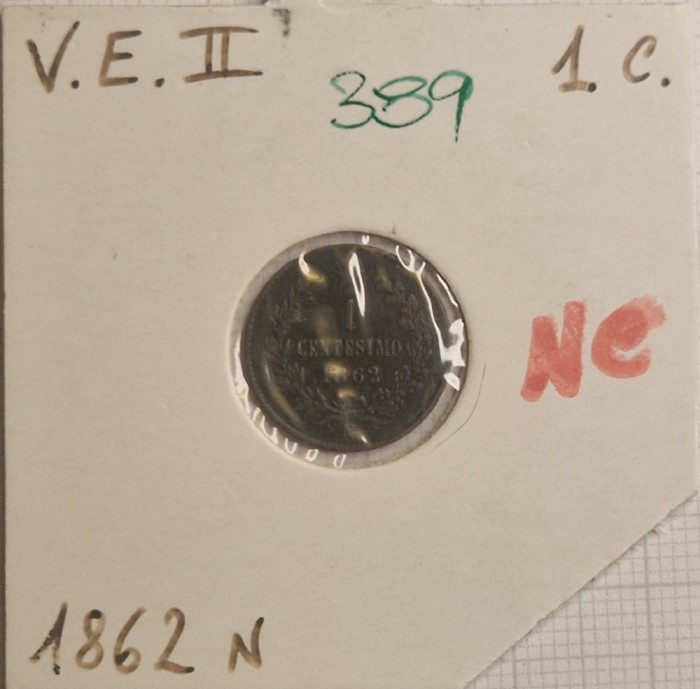 V.E.II 389 1.C.
1
CENTESIMO
1862
NC
1862 N